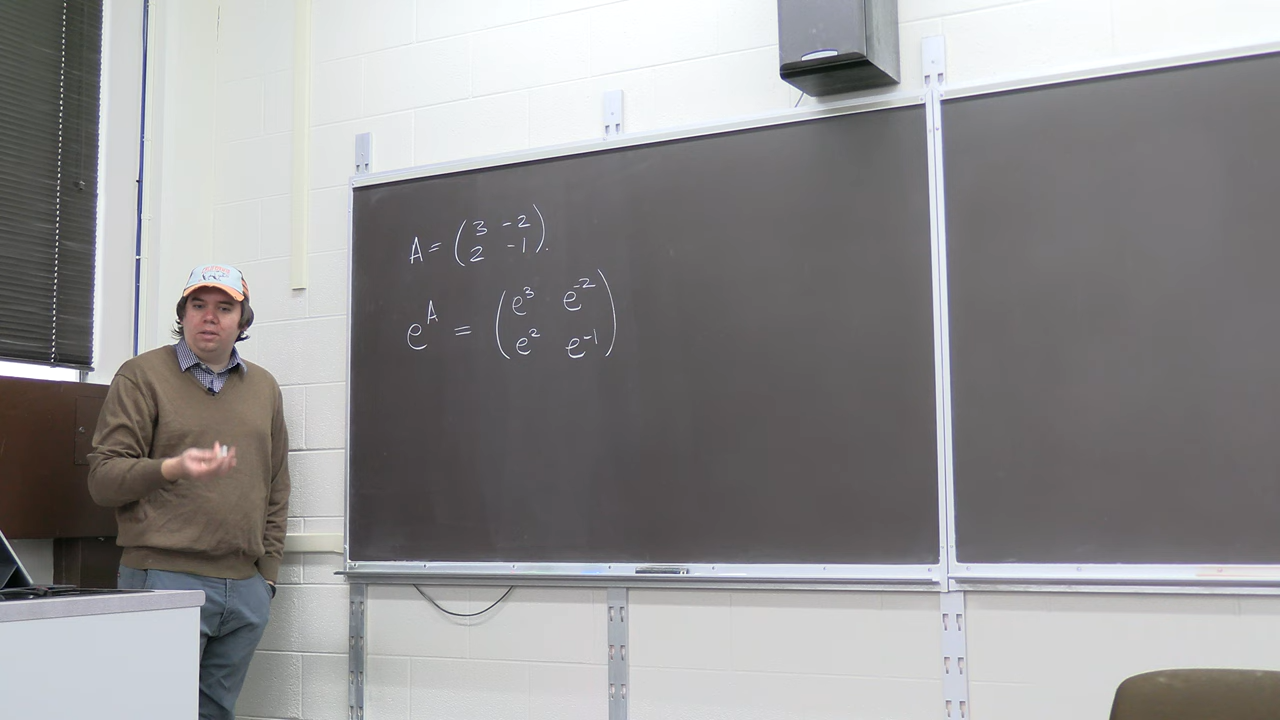 A = (3 -2
2 -1).
e^A = (e^3 e^-2
e^2 e^-1)